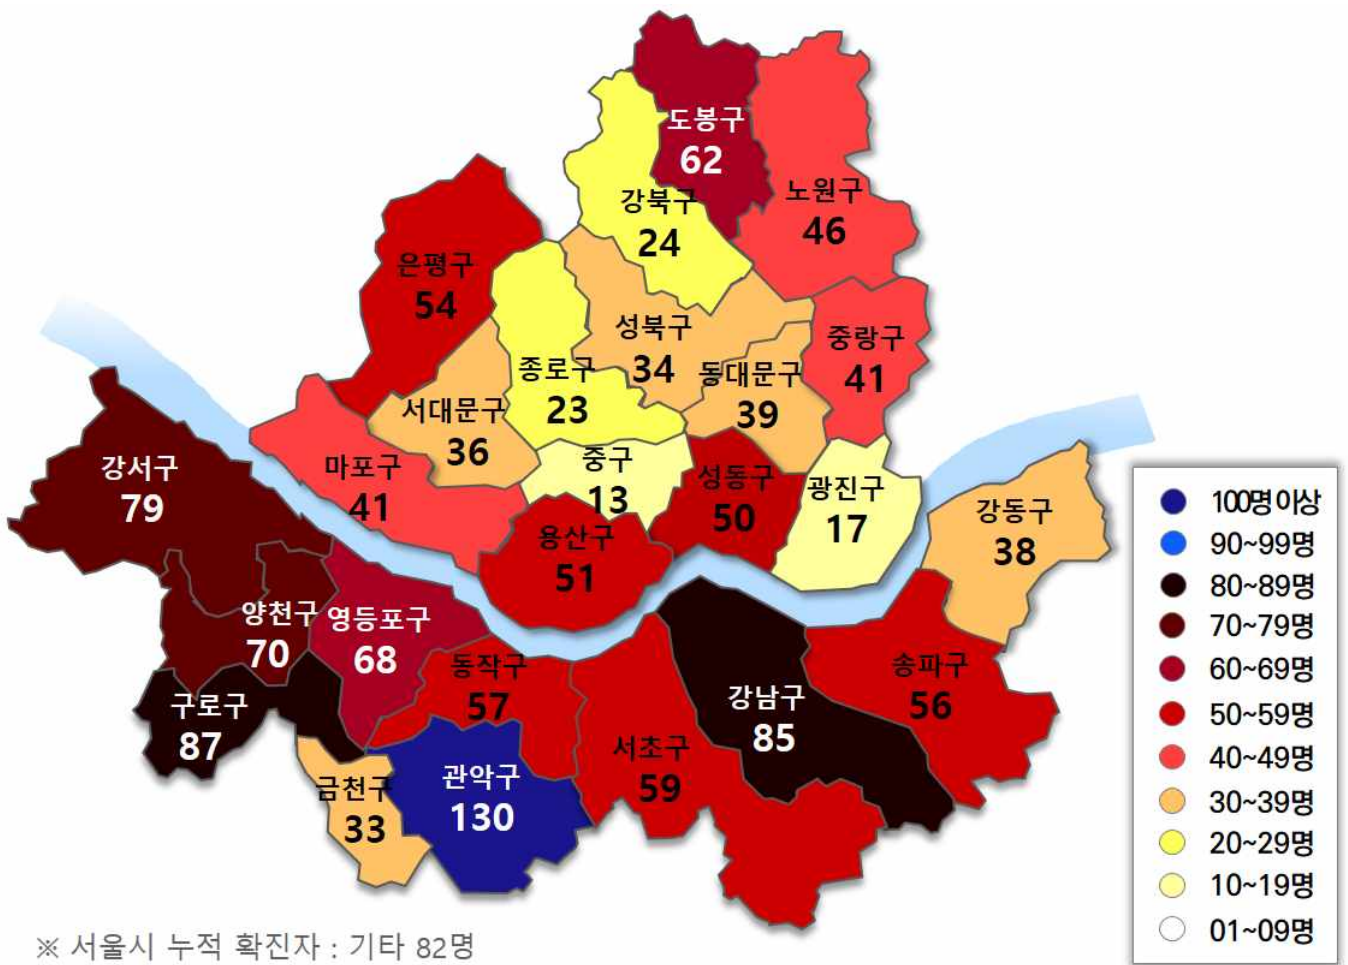 도봉구
62
노원구
46
강북구
24
은평구
54
성북구
34
중랑구
41
동대문구
39
종로구
23
서대문구
36
마포구
41
중구
13
성동구
50
광진구
17
강동구
38
강서구
79
용산구
51
양천구
70
영등포구
68
동작구
57
송파구
56
강남구
85
구로구
87
서초구
59
관악구
130
금천구
33
100명 이상
90~99명
80~89명
70~79명
60~69명
50~59명
40~49명
30~39명
20~29명
10~19명
01~09명
※ 서울시 누적 확진자 : 기타 82명